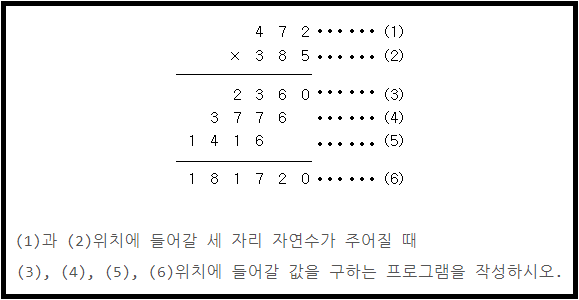 4 7 2 ······ (1)
× 3 8 5 ······ (2)
2 3 6 0 ······ (3)
3 7 7 6 ······ (4)
1 4 1 6 ······ (5)
1 8 1 7 2 0 ······ (6)
(1)과 (2)위치에 들어갈 세 자리 자연수가 주어질 때
(3), (4), (5), (6)위치에 들어갈 값을 구하는 프로그램을 작성하시오.